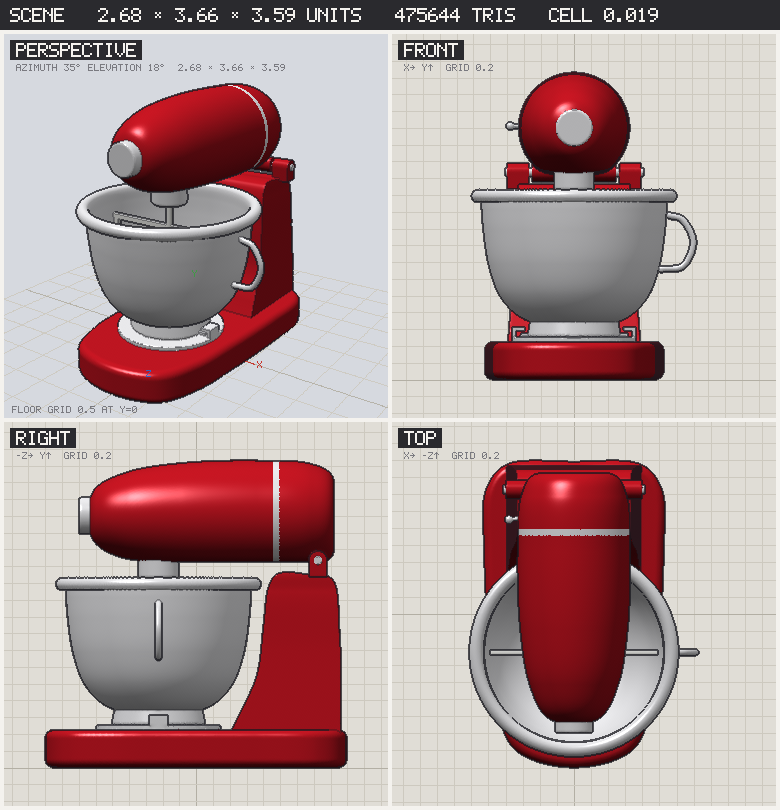 SCENE 2.68 × 3.66 × 3.59 UNITS 475644 TRIS CELL 0.019
PERSPECTIVE
AZIMUTH 35° ELEVATION 18° 2.68 × 3.66 × 3.59
X
Z
FLOOR GRID 0.5 AT Y=0
FRONT
X→ Y↑ GRID 0.2
RIGHT
-Z→ Y↑ GRID 0.2
TOP
X→ -Z↑ GRID 0.2